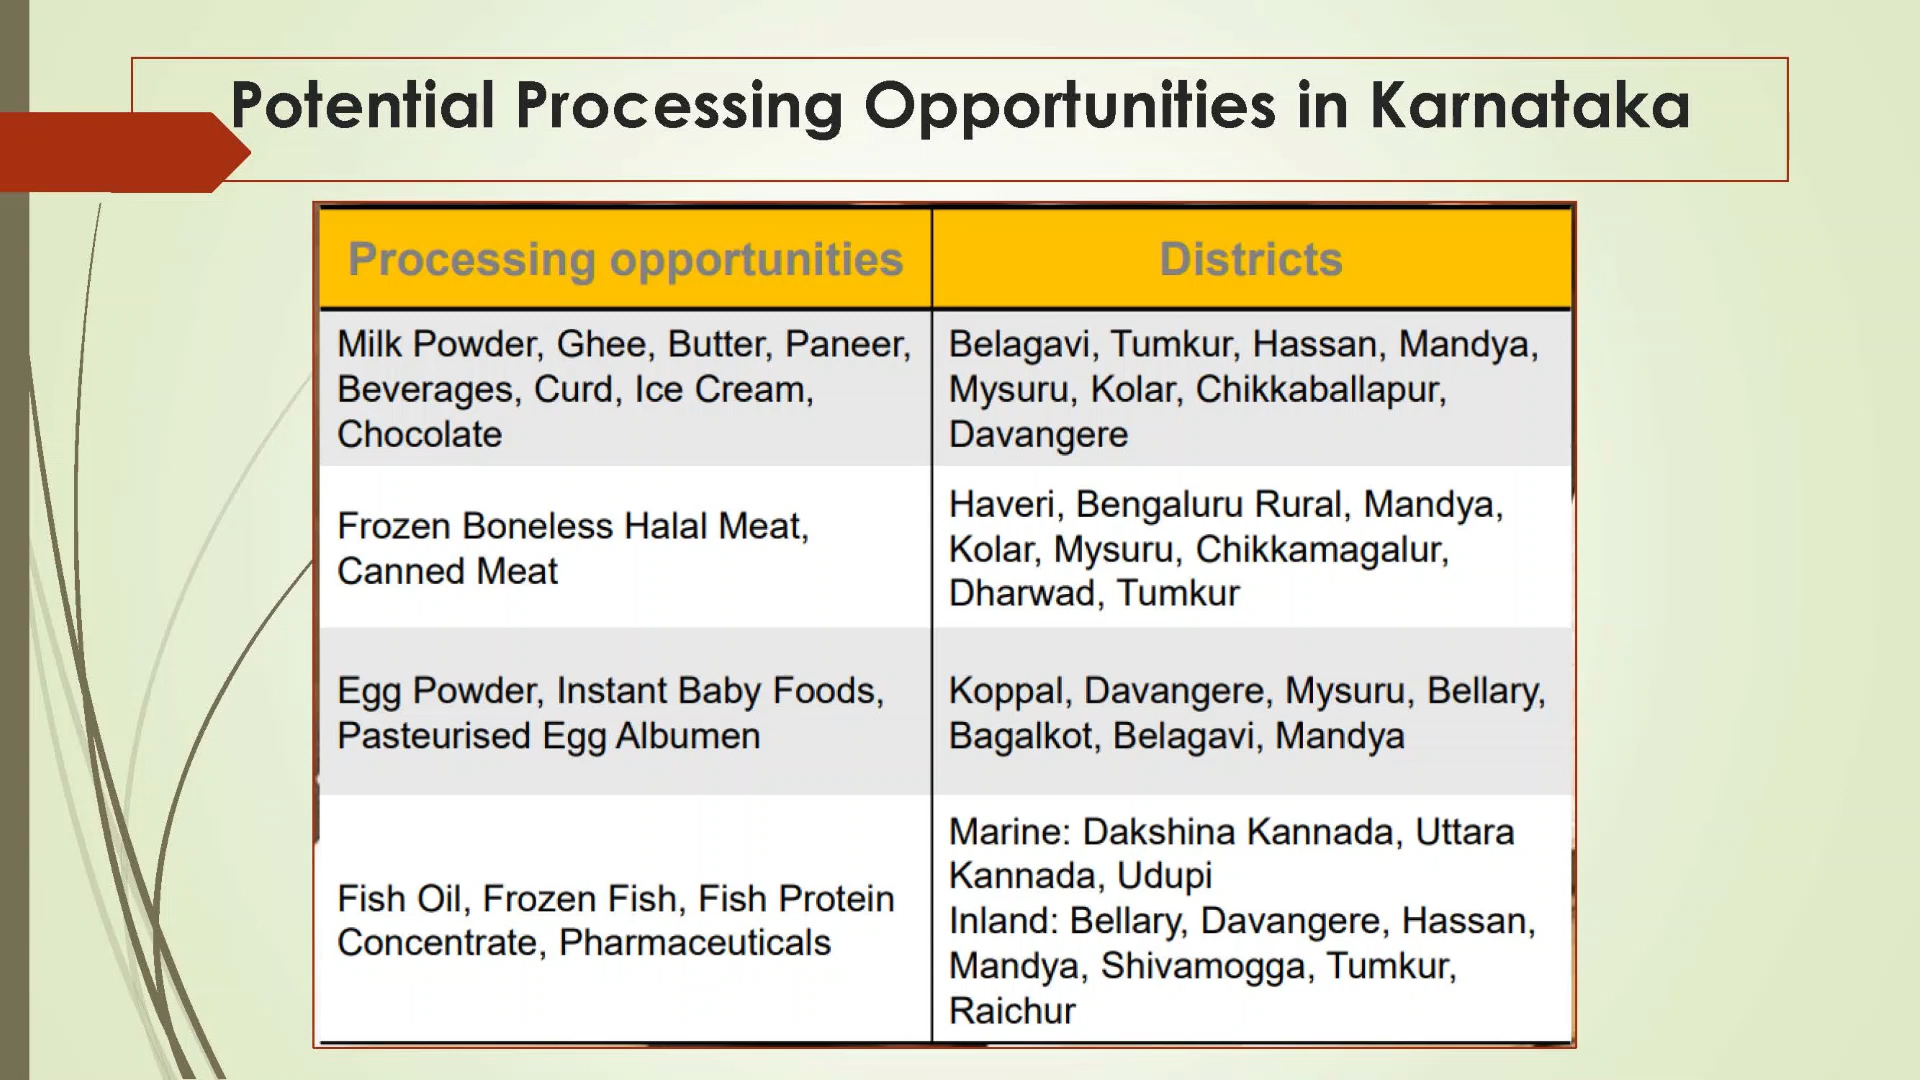 Potential Processing Opportunities in Karnataka
Processing opportunities
Districts
Milk Powder, Ghee, Butter, Paneer,
Beverages, Curd, Ice Cream,
Chocolate
Belagavi, Tumkur, Hassan, Mandya,
Mysuru, Kolar, Chikkaballapur,
Davangere
Frozen Boneless Halal Meat,
Canned Meat
Haveri, Bengaluru Rural, Mandya,
Kolar, Mysuru, Chikkamagalur,
Dharwad, Tumkur
Egg Powder, Instant Baby Foods,
Pasteurised Egg Albumen
Koppal, Davangere, Mysuru, Bellary,
Bagalkot, Belagavi, Mandya
Fish Oil, Frozen Fish, Fish Protein
Concentrate, Pharmaceuticals
Marine: Dakshina Kannada, Uttara
Kannada, Udupi
Inland: Bellary, Davangere, Hassan,
Mandya, Shivamogga, Tumkur,
Raichur